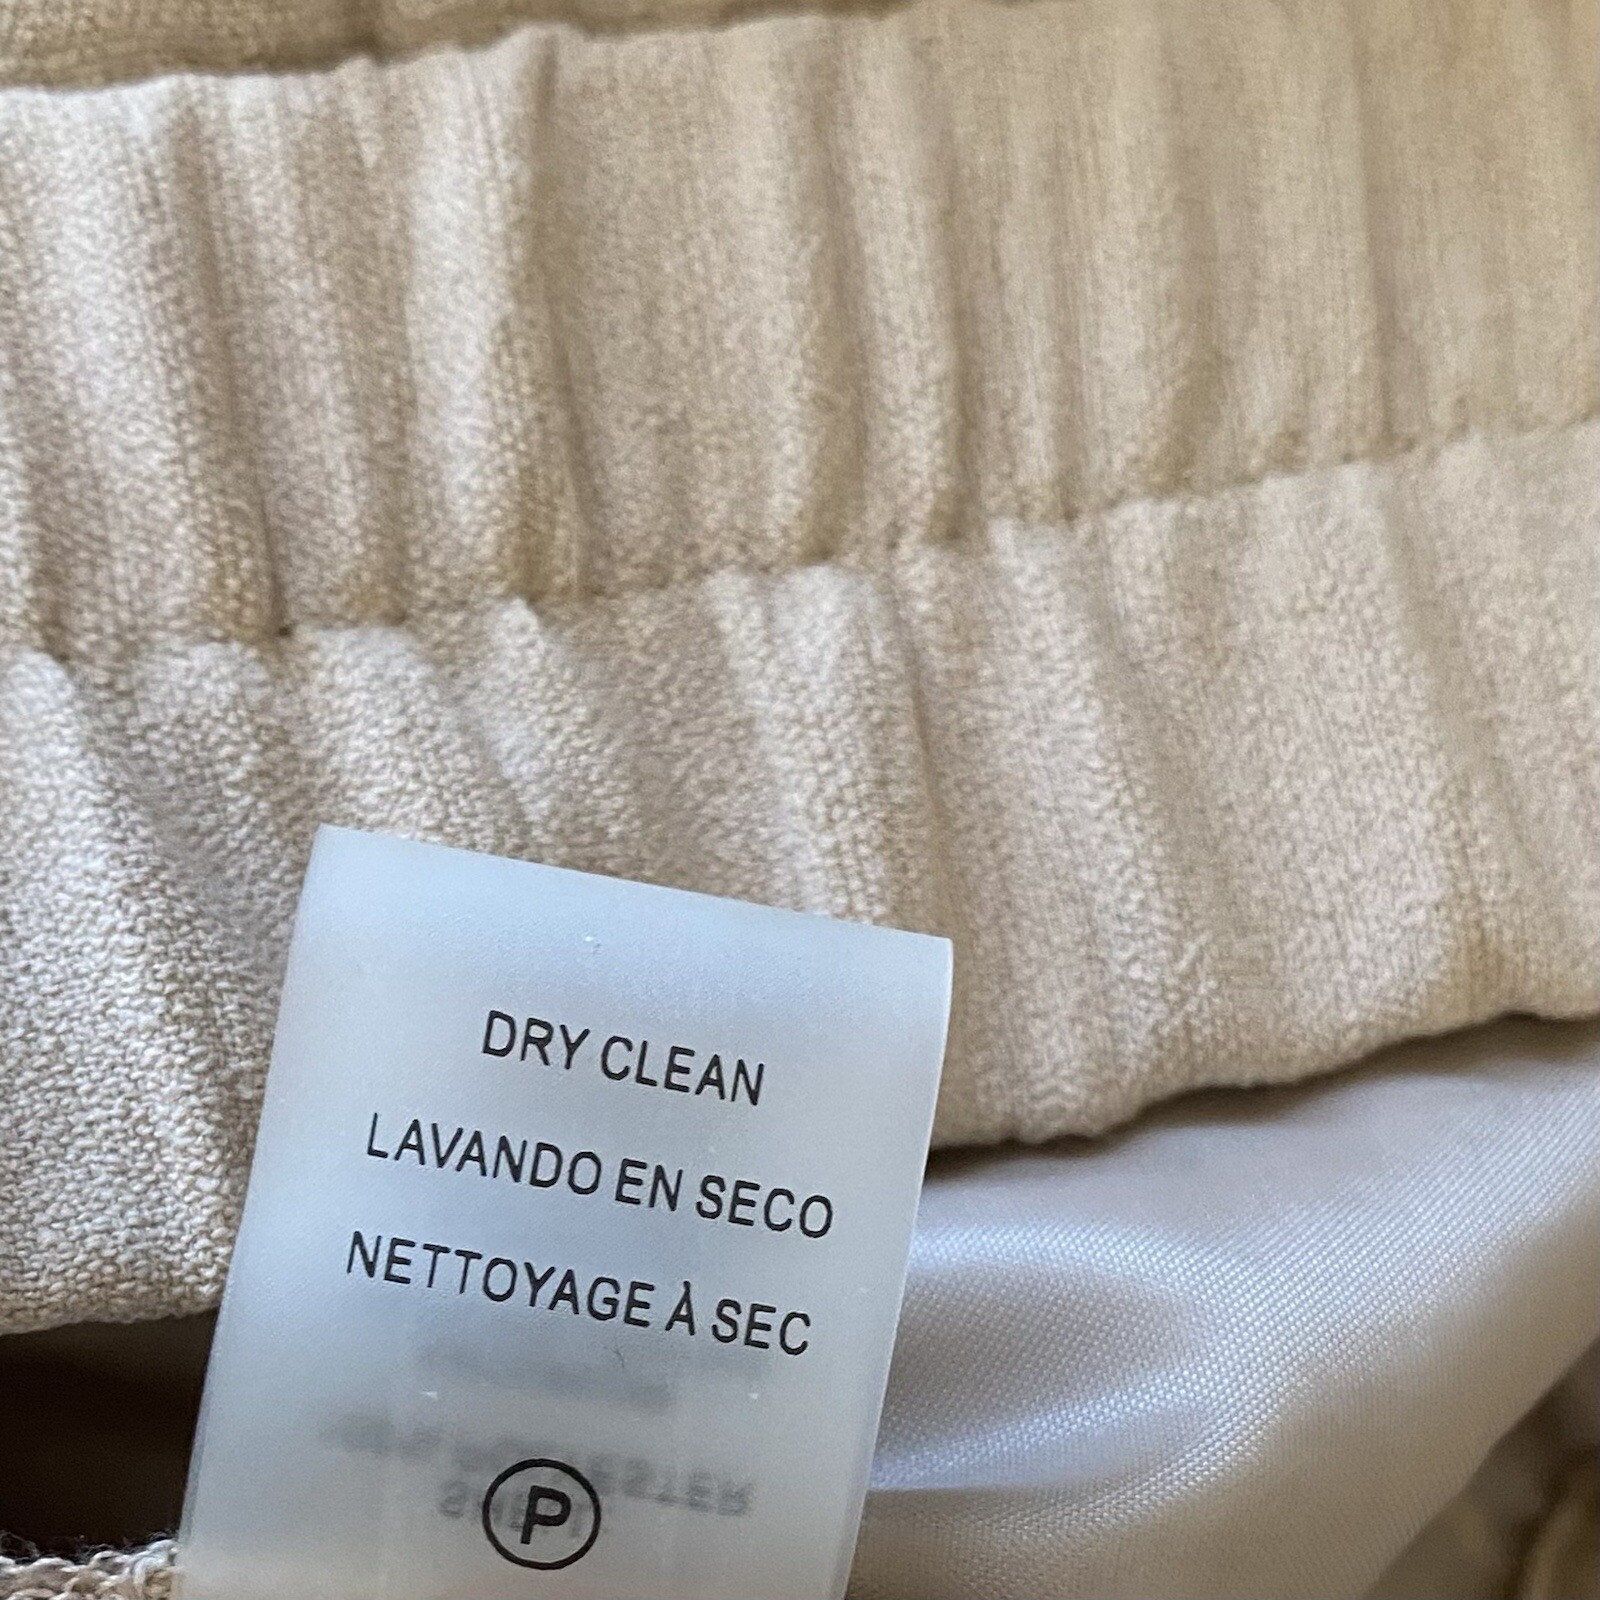 DRY CLEAN
LAVANDO EN SECO
NETTOYAGE À SEC
P